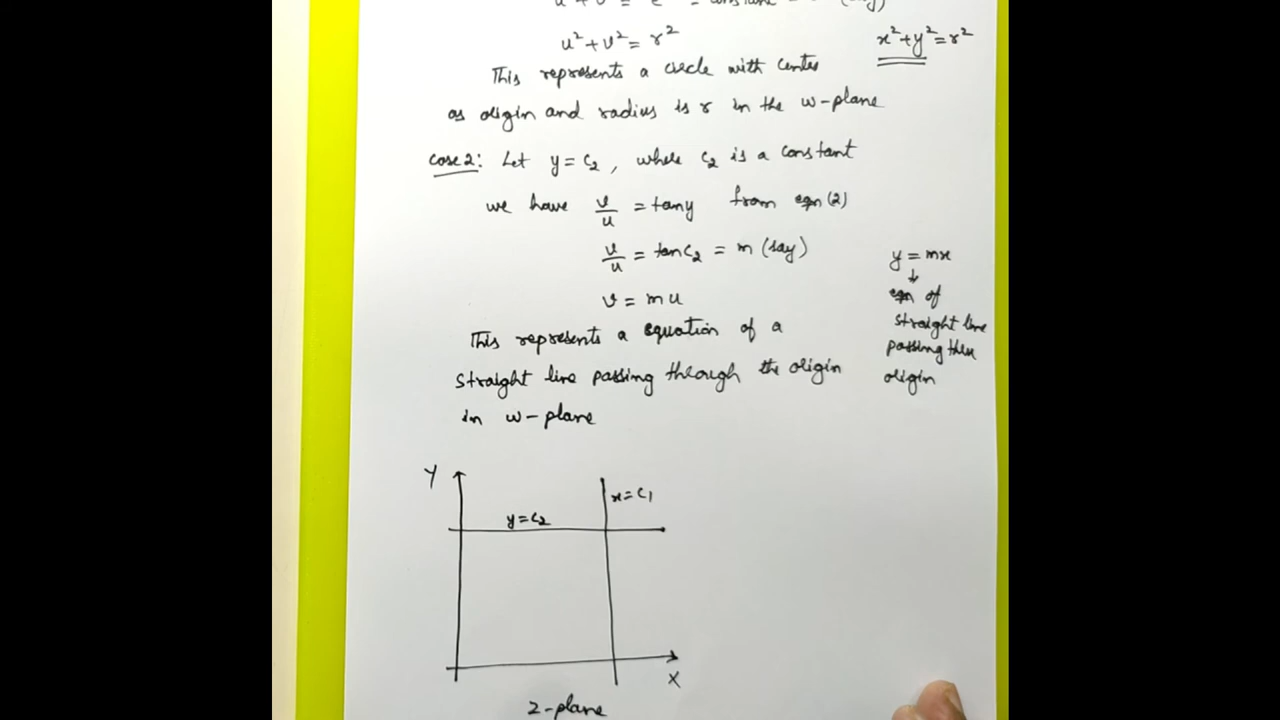 u² + v² = r²
x² + y² = r²
This represents a circle with center
as origin and radius is r in the w-plane
Case 2: Let y = c₂, where c₂ is a constant
we have v/u = tany from eqn (2)
v/u = tan c₂ = m (say)
v = mu
y = mx
↓
eqn of
straight line
passing thru
origin
This represents a equation of a
straight line passing through the origin
in w-plane
Y
x = c₁
y = c₂
X
z-plane